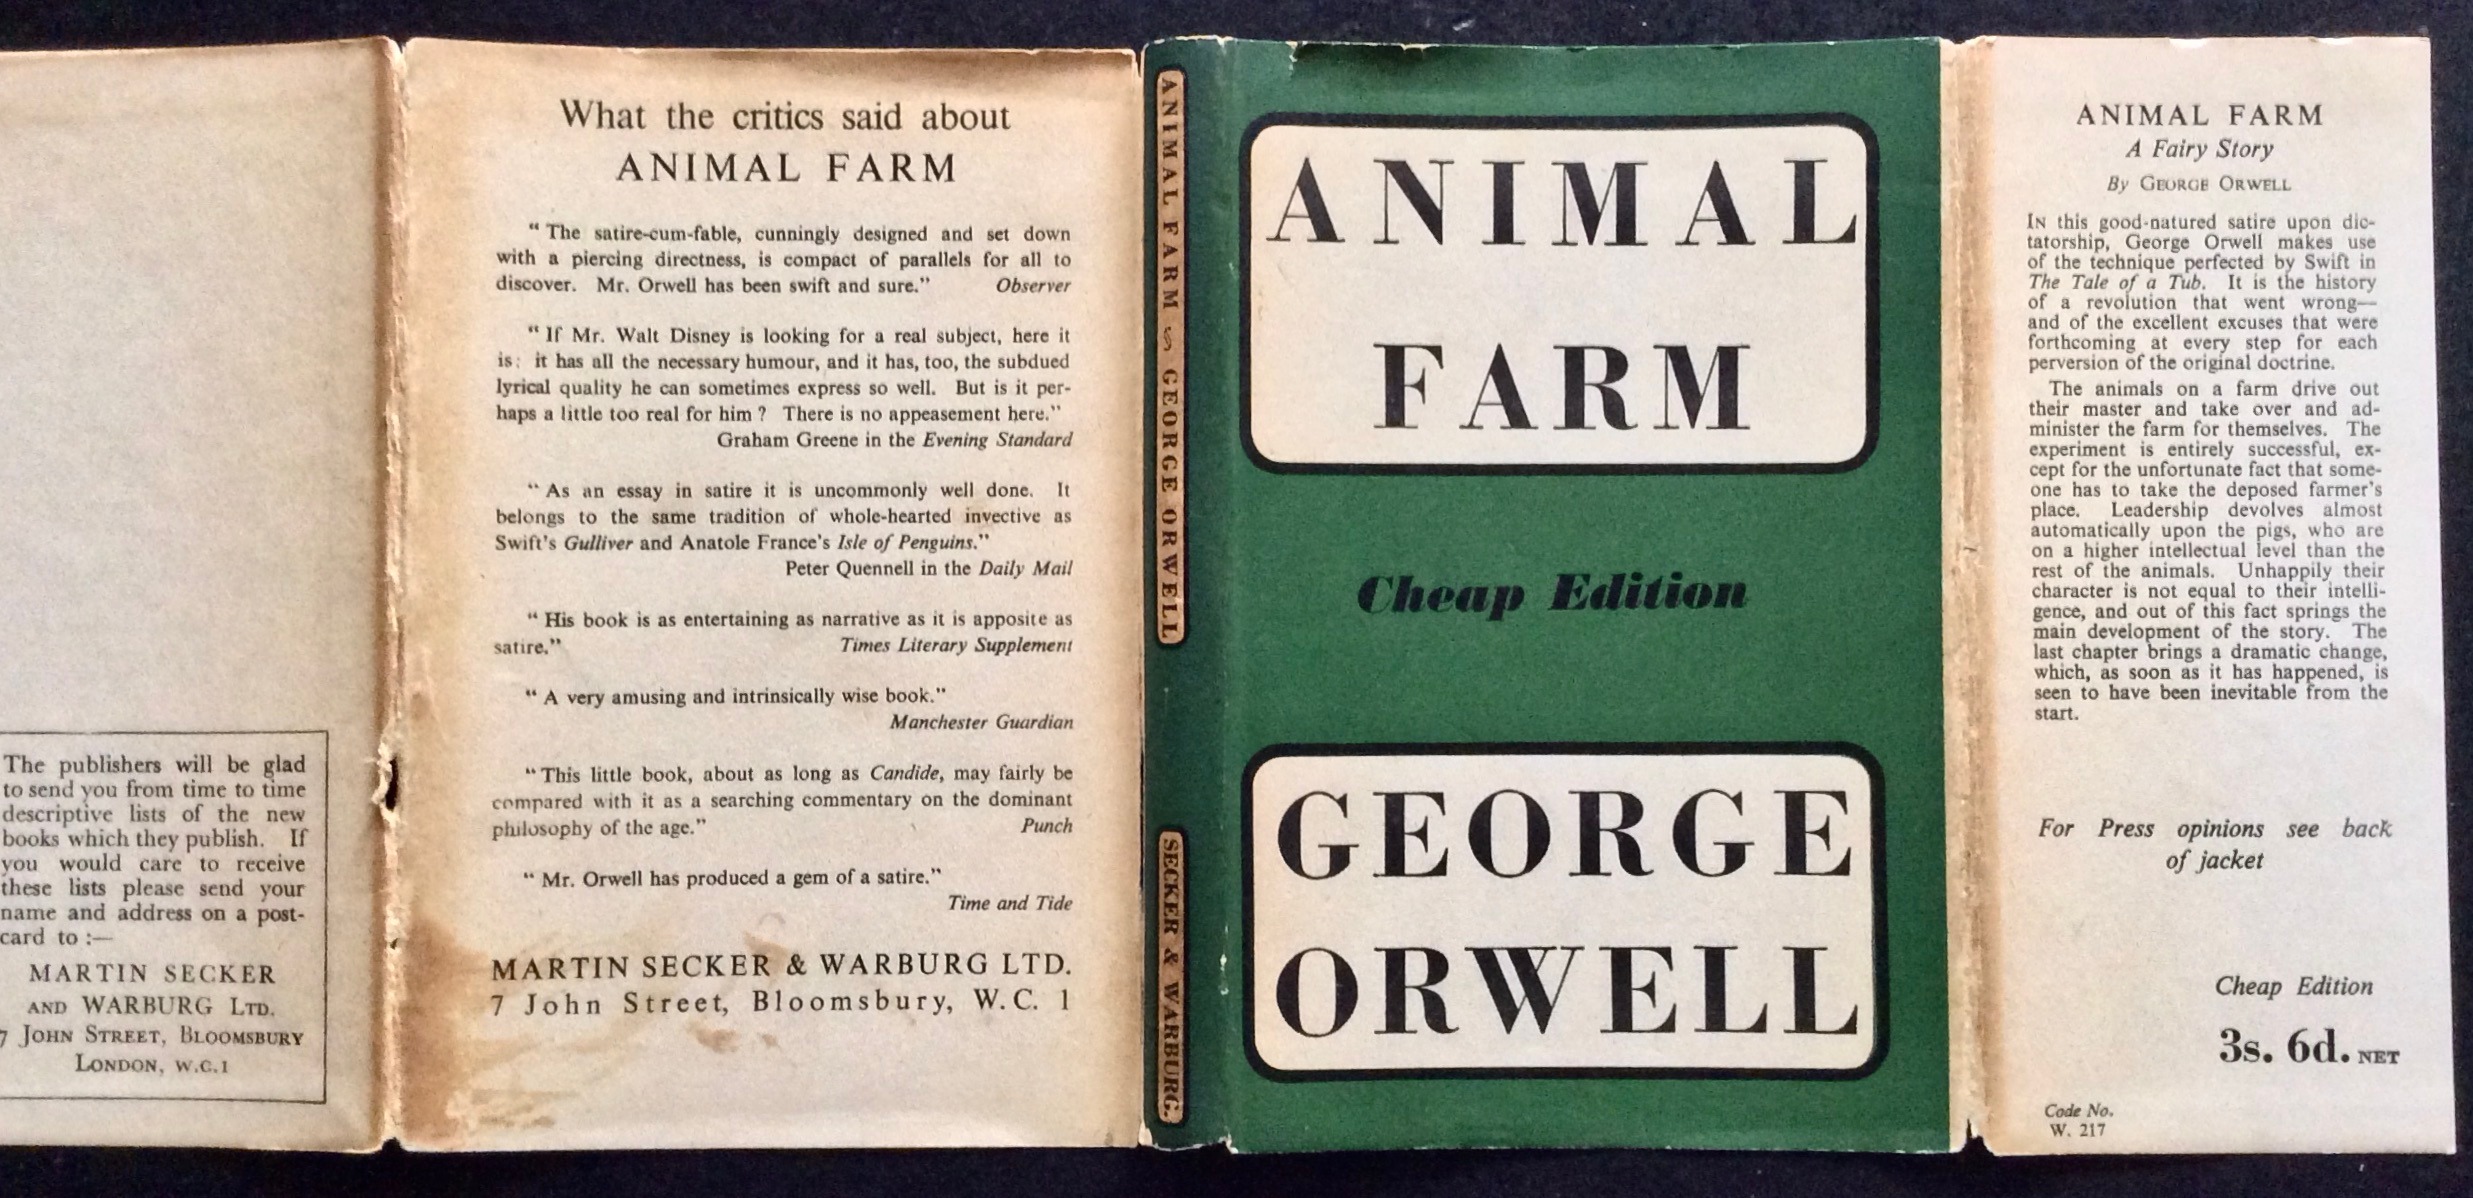 The publishers will be glad
to send you from time to time
descriptive lists of the new
books which they publish. If
you would care to receive
these lists please send your
name and address on a post-
card to :—
MARTIN SECKER
AND WARBURG LTD.
7 JOHN STREET, BLOOMSBURY
LONDON, W.C.1
What the critics said about
ANIMAL FARM
“ The satire-cum-fable, cunningly designed and set down
with a piercing directness, is compact of parallels for all to
discover. Mr. Orwell has been swift and sure.” Observer
“ If Mr. Walt Disney is looking for a real subject, here it
is: it has all the necessary humour, and it has, too, the subdued
lyrical quality he can sometimes express so well. But is it per-
haps a little too real for him ? There is no appeasement here.”
Graham Greene in the Evening Standard
“ As an essay in satire it is uncommonly well done. It
belongs to the same tradition of whole-hearted invective as
Swift's Gulliver and Anatole France's Isle of Penguins.”
Peter Quennell in the Daily Mail
“ His book is as entertaining as narrative as it is apposite as
satire.” Times Literary Supplement
“ A very amusing and intrinsically wise book.”
Manchester Guardian
“ This little book, about as long as Candide, may fairly be
compared with it as a searching commentary on the dominant
philosophy of the age.” Punch
“ Mr. Orwell has produced a gem of a satire.”
Time and Tide
MARTIN SECKER & WARBURG LTD.
7 John Street, Bloomsbury, W.C. 1
ANIMAL FARM ~ GEORGE ORWELL
SECKER & WARBURG.
ANIMAL
FARM
Cheap Edition
GEORGE
ORWELL
ANIMAL FARM
A Fairy Story
By GEORGE ORWELL
IN this good-natured satire upon dic-
tatorship, George Orwell makes use
of the technique perfected by Swift in
The Tale of a Tub. It is the history
of a revolution that went wrong—
and of the excellent excuses that were
forthcoming at every step for each
perversion of the original doctrine.
The animals on a farm drive out
their master and take over and ad-
minister the farm for themselves. The
experiment is entirely successful, ex-
cept for the unfortunate fact that some-
one has to take the deposed farmer's
place. Leadership devolves almost
automatically upon the pigs, who are
on a higher intellectual level than the
rest of the animals. Unhappily their
character is not equal to their intelli-
gence, and out of this fact springs the
main development of the story. The
last chapter brings a dramatic change,
which, as soon as it has happened, is
seen to have been inevitable from the
start.
For Press opinions see back
of jacket
Cheap Edition
3s. 6d. NET
Code No.
W. 217